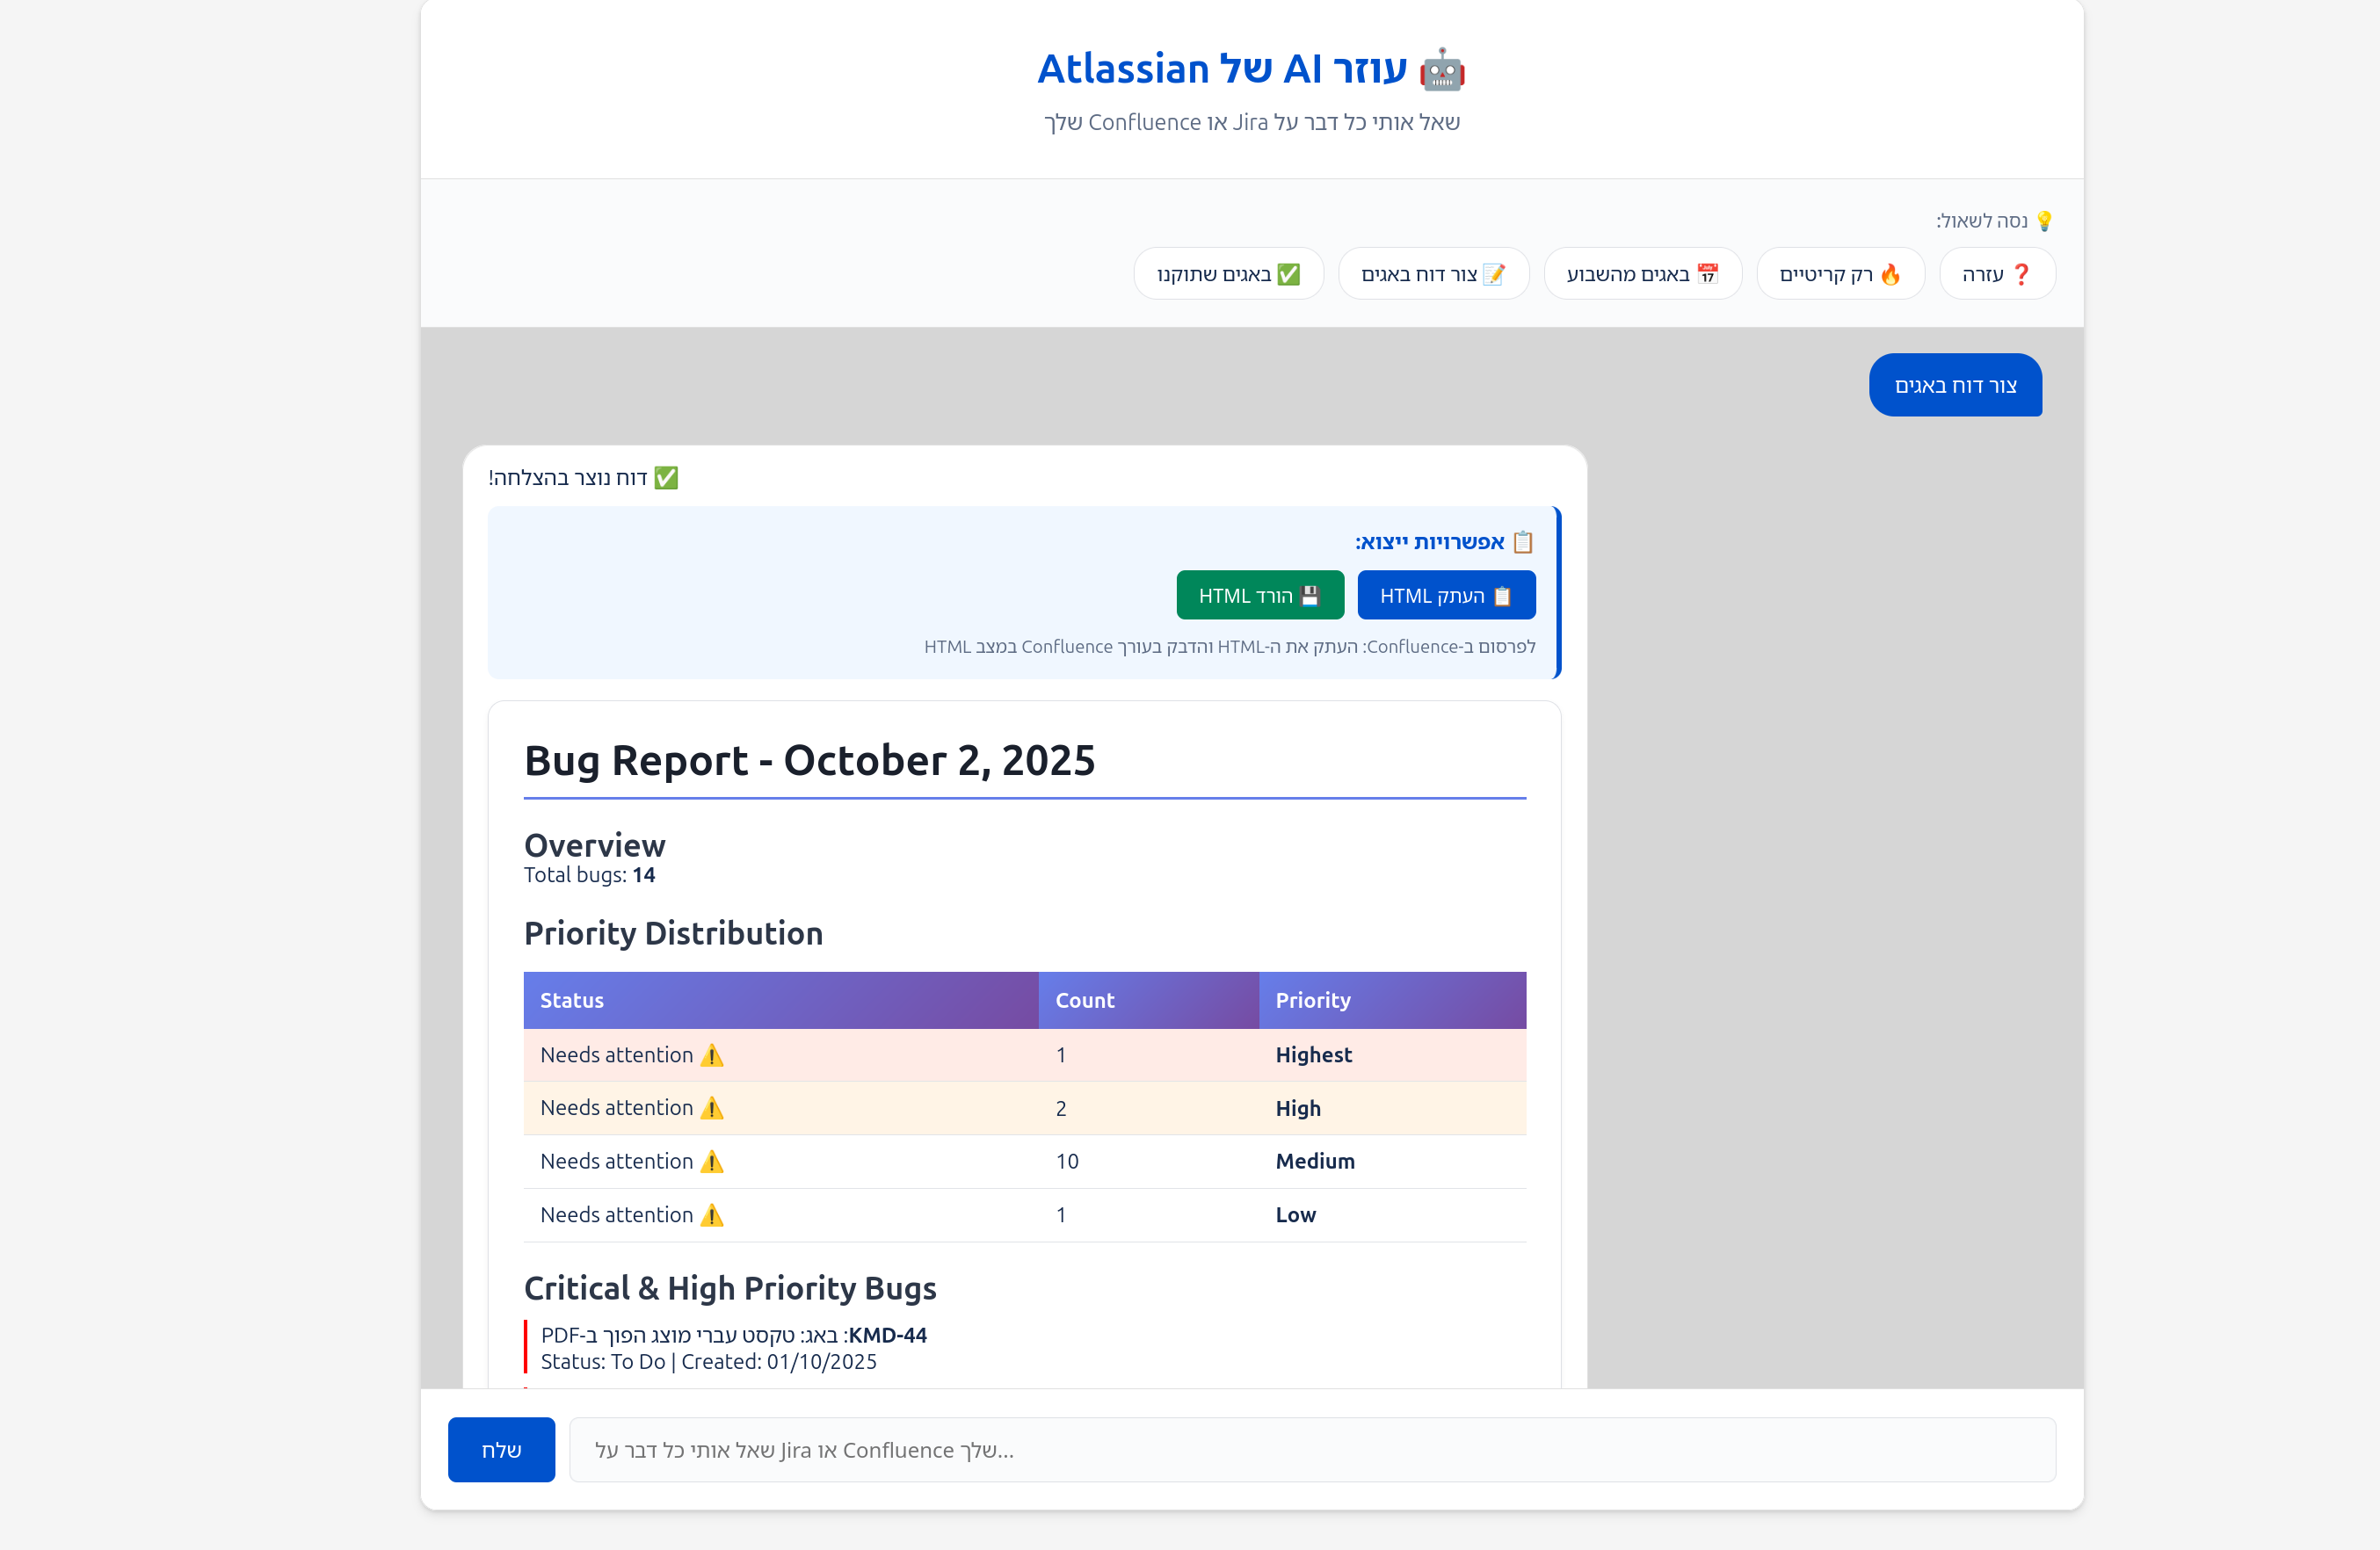 🤖 עוזר AI של Atlassian
שאל אותי כל דבר על Jira או Confluence שלך
💡 נסה לשאול:
❓ עזרה
🔥 רק קריטיים
📅 באגים מהשבוע
📝 צור דוח באגים
✅ באגים שתוקנו
צור דוח באגים
✅ דוח נוצר בהצלחה!
📋 אפשרויות ייצוא:
📋 העתק HTML
💾 הורד HTML
לפרסום ב-Confluence: העתק את ה-HTML והדבק בעורך Confluence במצב HTML
Bug Report - October 2, 2025
Overview
Total bugs: 14
Priority Distribution
Status Count Priority
Needs attention ⚠️ 1 Highest
Needs attention ⚠️ 2 High
Needs attention ⚠️ 10 Medium
Needs attention ⚠️ 1 Low
Critical & High Priority Bugs
KMD-44: באג: טקסט עברי מוצג הפוך ב-PDF
Status: To Do | Created: 01/10/2025
שאל אותי כל דבר על Jira או Confluence שלך...
שלח